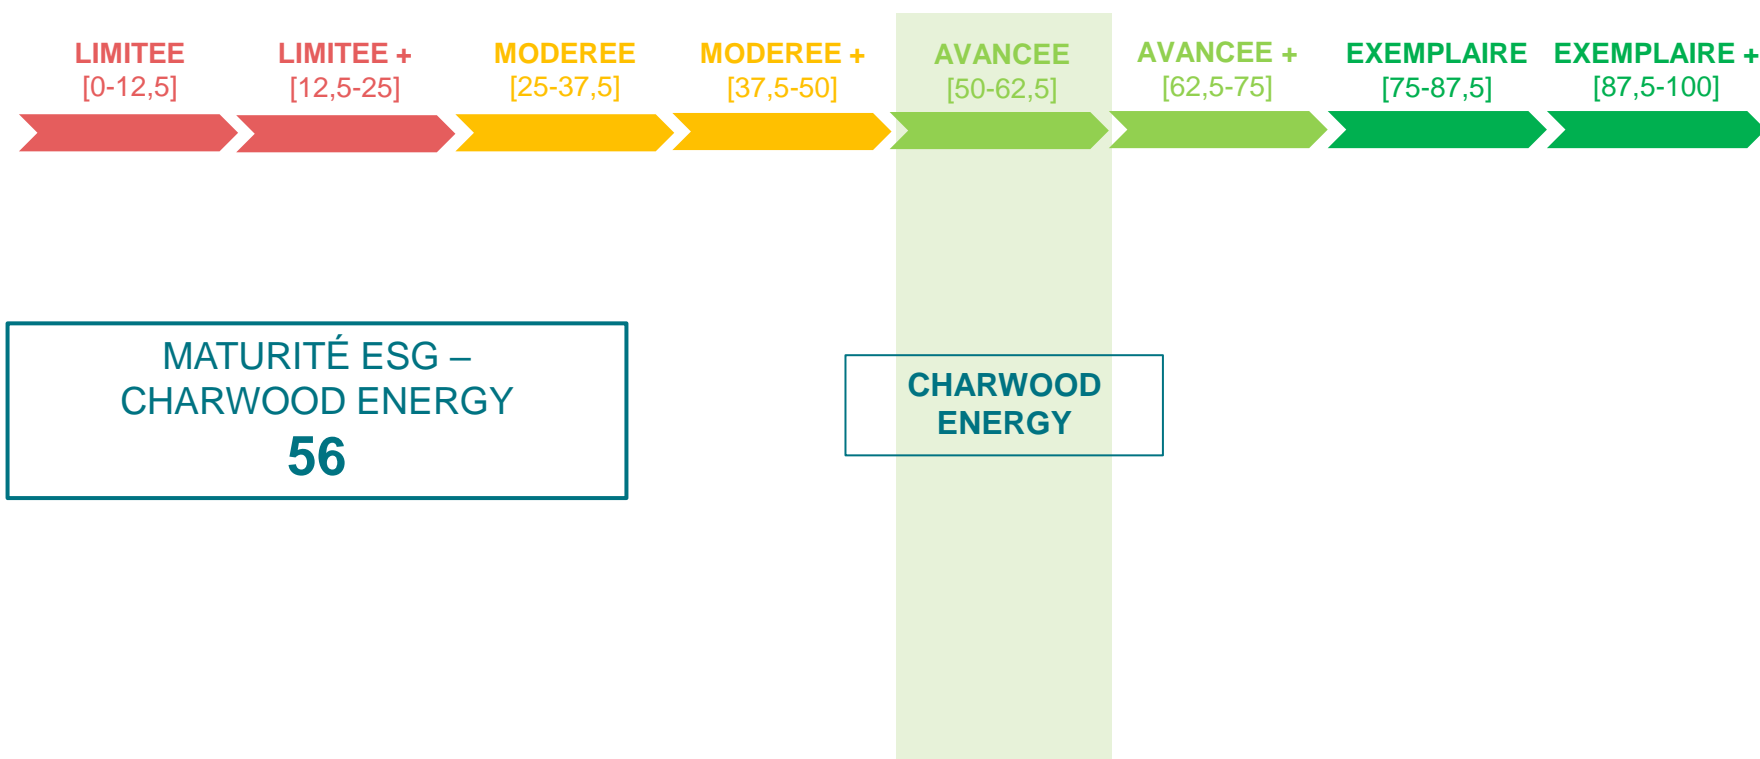 LIMITEE
[0-12,5]
LIMITEE +
[12,5-25]
MODEREE
[25-37,5]
MODEREE +
[37,5-50]
AVANCEE
[50-62,5]
AVANCEE +
[62,5-75]
EXEMPLAIRE
[75-87,5]
EXEMPLAIRE +
[87,5-100]
MATURITÉ ESG –
CHARWOOD ENERGY
56
CHARWOOD
ENERGY